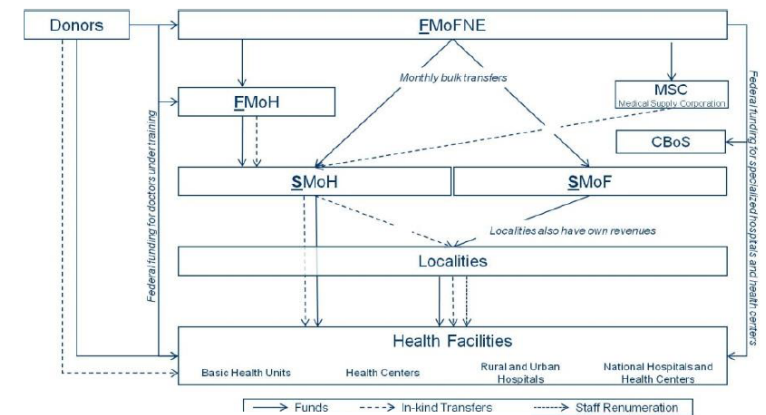 Donors
FMoFNE
Monthly bulk transfers
FMoH
MSC
Medical Supply Corporation
CBoS
Federal funding for doctors under training
Federal funding for specialized hospitals and health centers
SMoH
SMoF
Localities also have own revenues
Localities
Health Facilities
Basic Health Units
Health Centers
Rural and Urban
Hospitals
National Hospitals and
Health Centers
Funds
In-kind Transfers
Staff Renumeration